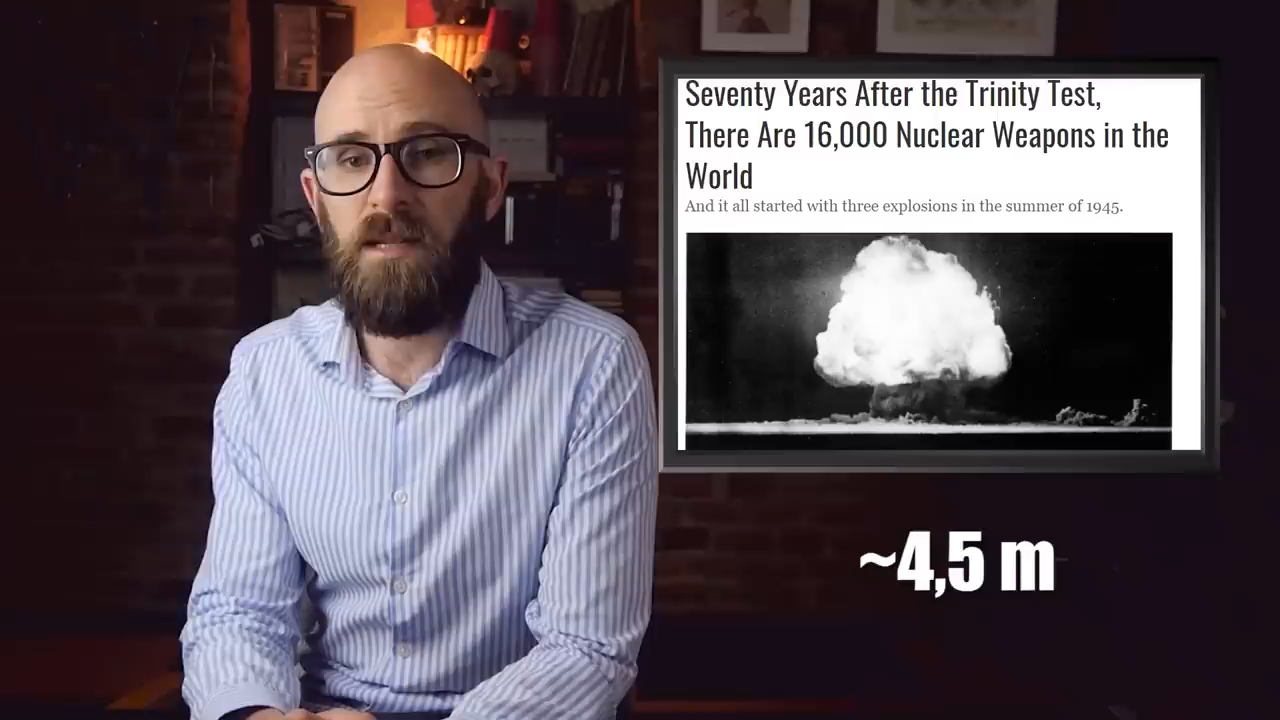 Seventy Years After the Trinity Test,
There Are 16,000 Nuclear Weapons in the
World
And it all started with three explosions in the summer of 1945.
~4,5 m